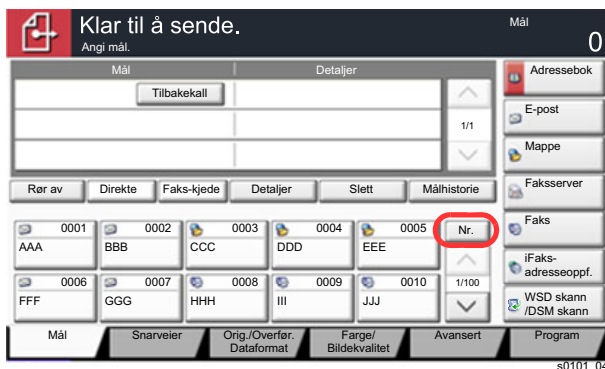 Klar til å sende.
Angi mål.
Mål
0
Mål
Detaljer
Tilbakekall
1/1
Rør av
Direkte
Faks-kjede
Detaljer
Slett
Målhistorie
0001
AAA
0002
BBB
0003
CCC
0004
DDD
0005
EEE
Nr.
0006
FFF
0007
GGG
0008
HHH
0009
III
0010
JJJ
1/100
Adressebok
E-post
Mappe
Faksserver
Faks
iFaks-
adresseoppf.
WSD skann
/DSM skann
Mål
Snarveier
Orig./Overfør.
Dataformat
Farge/
Bildekvalitet
Avansert
Program
s0101_04